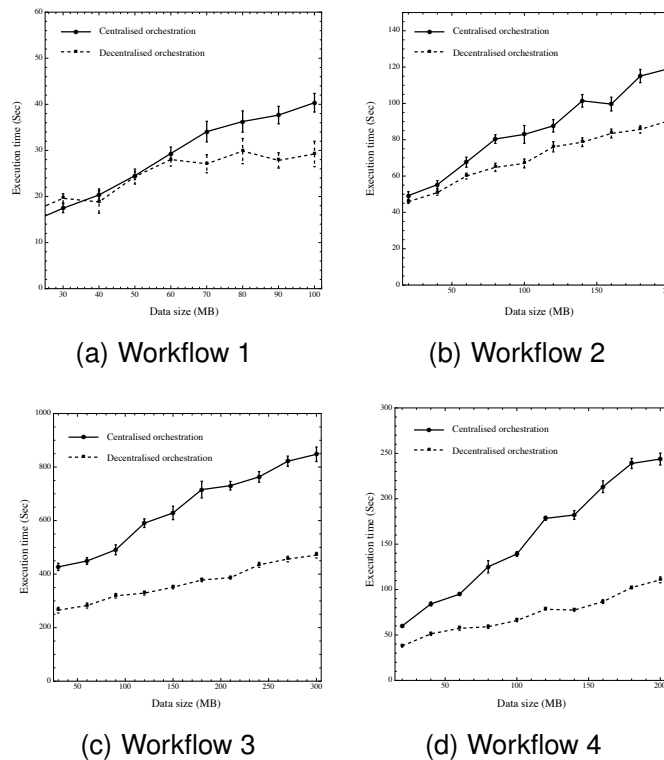 60
50
40
30
20
10
0
Execution time (Sec)
Centralised orchestration
Decentralised orchestration
30 40 50 60 70 80 90 100
Data size (MB)
(a) Workflow 1
140
120
100
80
60
40
20
0
Execution time (Sec)
Centralised orchestration
Decentralised orchestration
50 100 150
Data size (MB)
(b) Workflow 2
1000
800
600
400
200
0
Execution time (Sec)
Centralised orchestration
Decentralised orchestration
50 100 150 200 250 300
Data size (MB)
(c) Workflow 3
300
250
200
150
100
50
0
Execution time (Sec)
Centralised orchestration
Decentralised orchestration
50 100 150 200
Data size (MB)
(d) Workflow 4